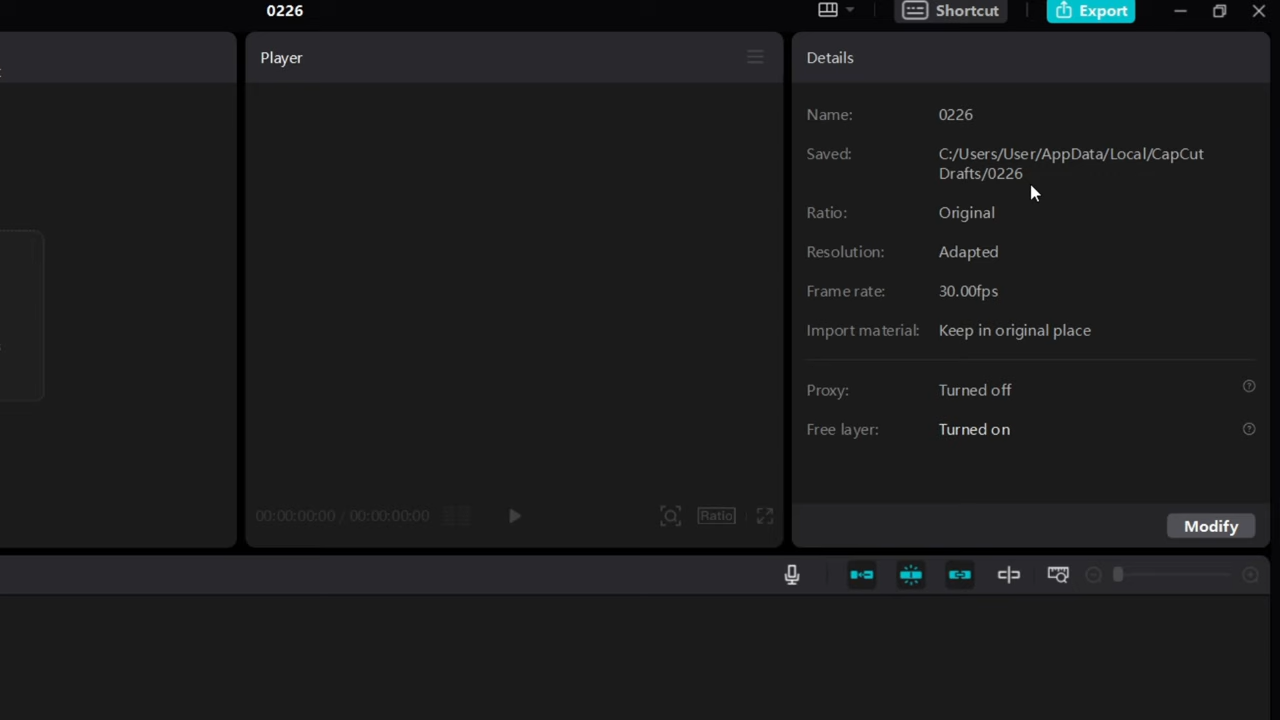 0226
Shortcut
Export
Player
Details
Name: 0226
Saved: C:/Users/User/AppData/Local/CapCut
Drafts/0226
Ratio: Original
Resolution: Adapted
Frame rate: 30.00fps
Import material: Keep in original place
Proxy: Turned off
Free layer: Turned on
00:00:00:00 / 00:00:00:00
Ratio
Modify